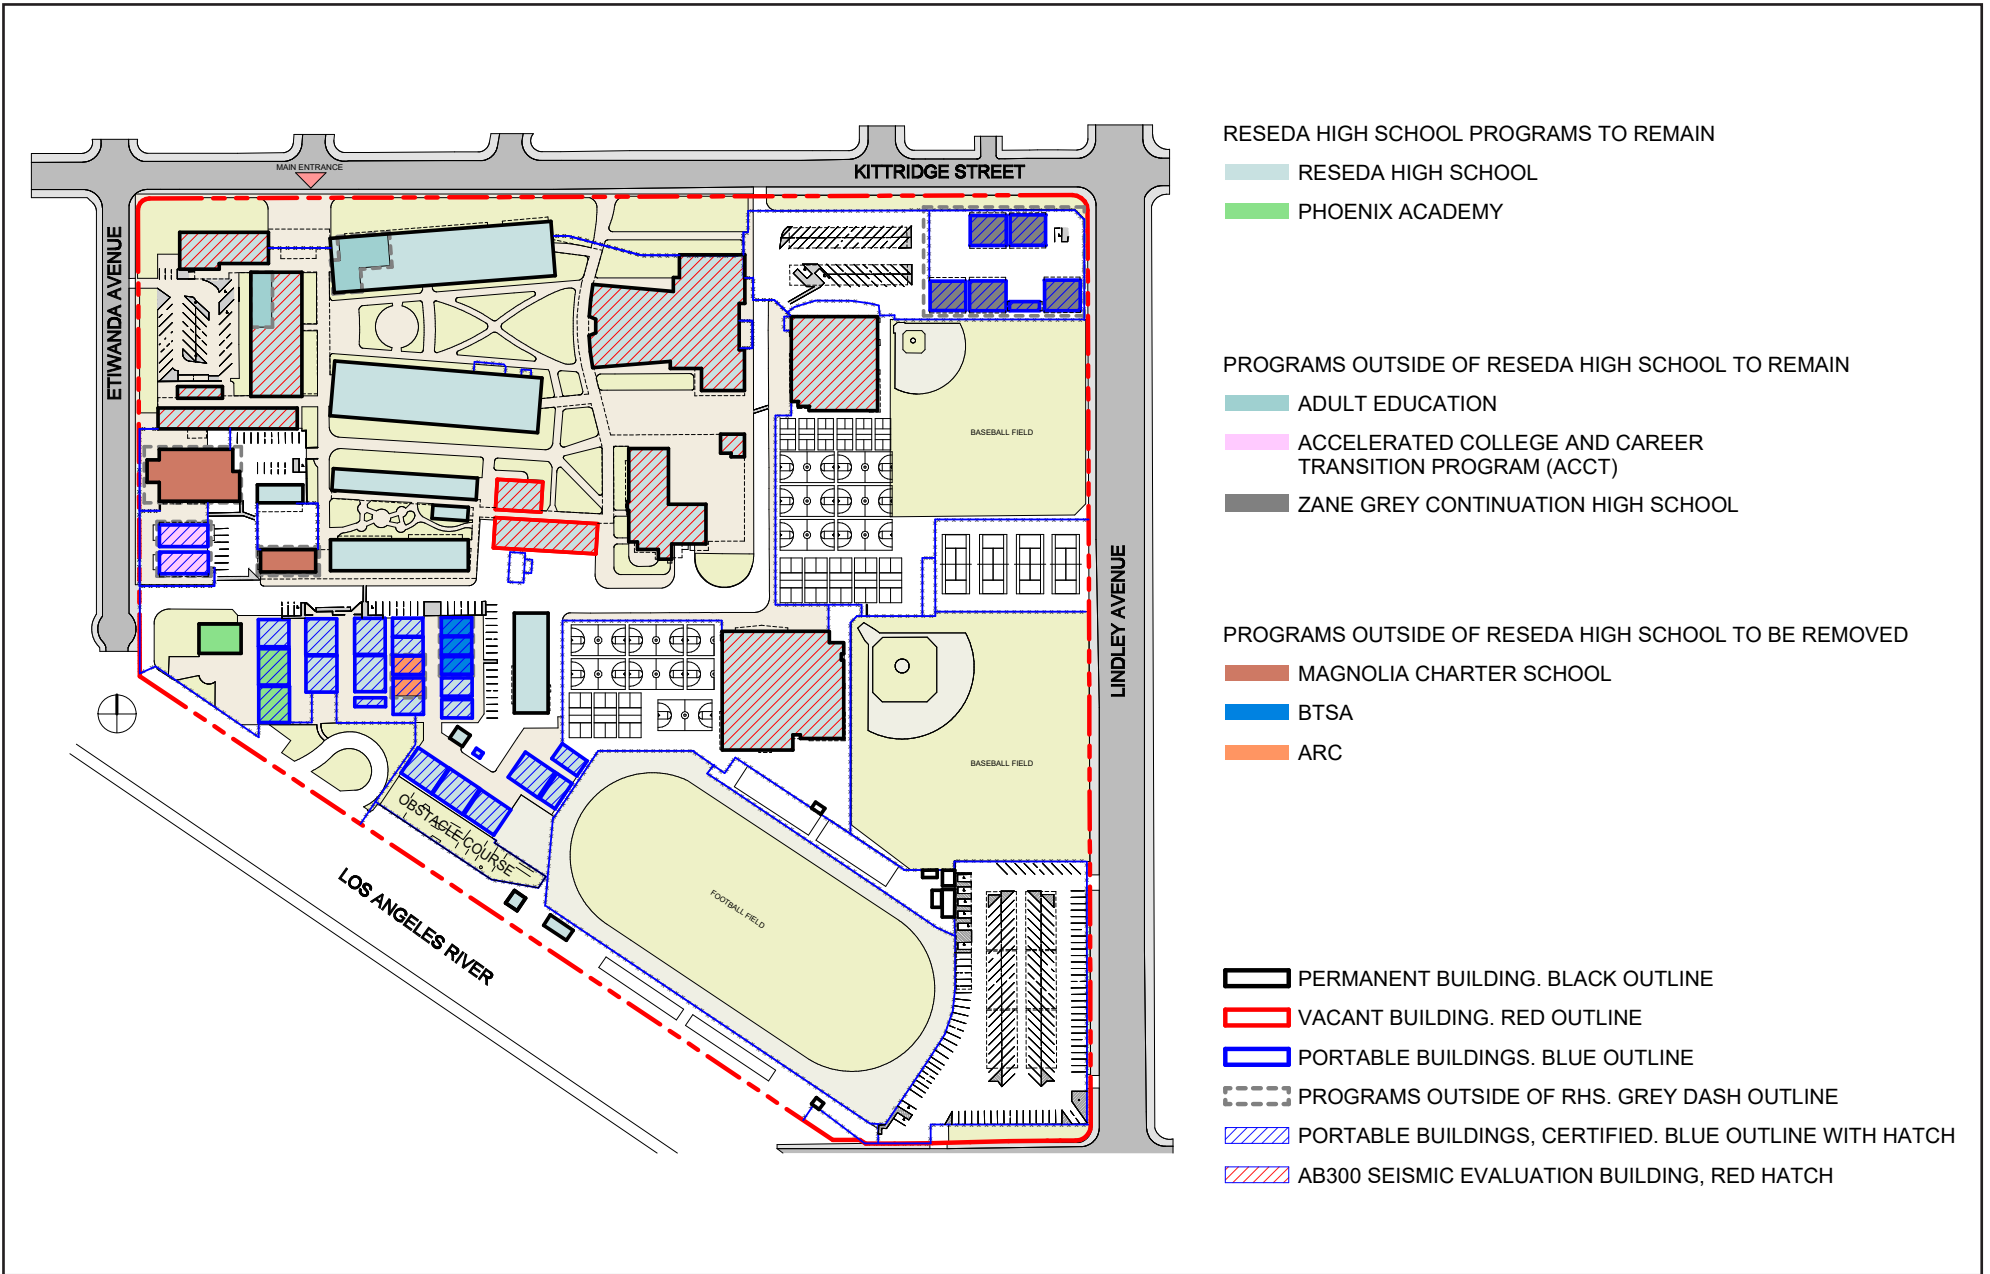 MAIN ENTRANCE
KITTRIDGE STREET
ETIWANDA AVENUE
BASEBALL FIELD
LINDLEY AVENUE
BASEBALL FIELD
OBSTACLE COURSE
FOOTBALL FIELD
LOS ANGELES RIVER
RESEDA HIGH SCHOOL PROGRAMS TO REMAIN
RESEDA HIGH SCHOOL
PHOENIX ACADEMY
PROGRAMS OUTSIDE OF RESEDA HIGH SCHOOL TO REMAIN
ADULT EDUCATION
ACCELERATED COLLEGE AND CAREER
TRANSITION PROGRAM (ACCT)
ZANE GREY CONTINUATION HIGH SCHOOL
PROGRAMS OUTSIDE OF RESEDA HIGH SCHOOL TO BE REMOVED
MAGNOLIA CHARTER SCHOOL
BTSA
ARC
PERMANENT BUILDING. BLACK OUTLINE
VACANT BUILDING. RED OUTLINE
PORTABLE BUILDINGS. BLUE OUTLINE
PROGRAMS OUTSIDE OF RHS. GREY DASH OUTLINE
PORTABLE BUILDINGS, CERTIFIED. BLUE OUTLINE WITH HATCH
AB300 SEISMIC EVALUATION BUILDING, RED HATCH